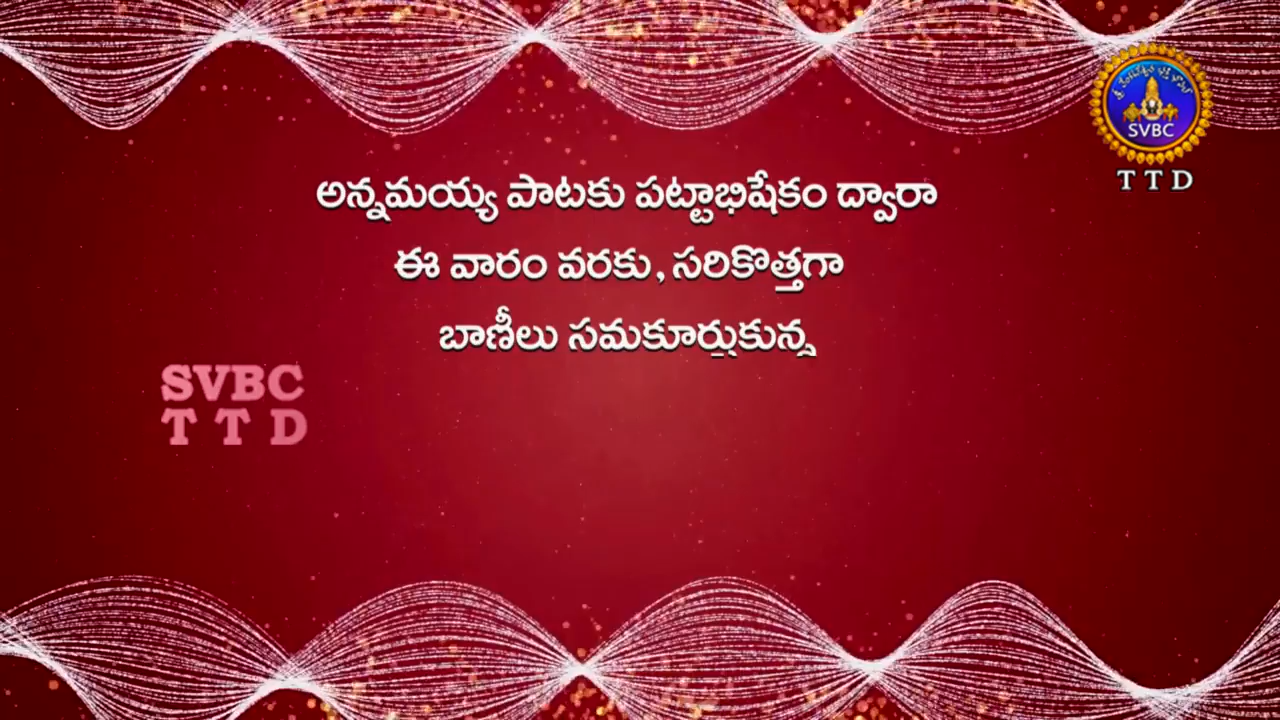 అన్నమయ్య పాటకు పట్టాభిషేకం ద్వారా
ఈ వారం వరకు, సరికొత్తగా
బాణీలు సమకూర్చుకున్న
SVBC
TTD
SVBC
TTD